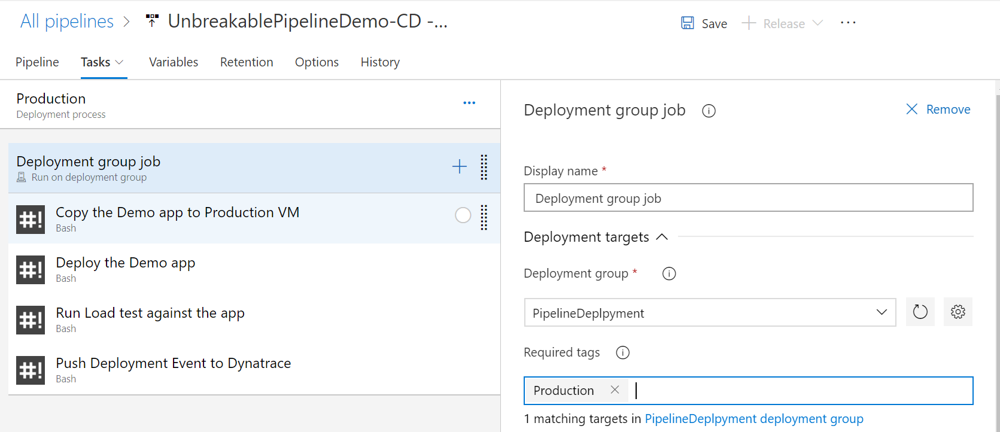 All pipelines > UnbreakablePipelineDemo-CD -...
Save
Release
...
Pipeline
Tasks
Variables
Retention
Options
History
Production
Deployment process
...
Deployment group job
Run on deployment group
#! Copy the Demo app to Production VM
Bash
#! Deploy the Demo app
Bash
#! Run Load test against the app
Bash
#! Push Deployment Event to Dynatrace
Bash
Deployment group job
Remove
Display name *
Deployment group job
Deployment targets
Deployment group *
PipelineDeplpyment
Required tags
Production
1 matching targets in PipelineDeplpyment deployment group